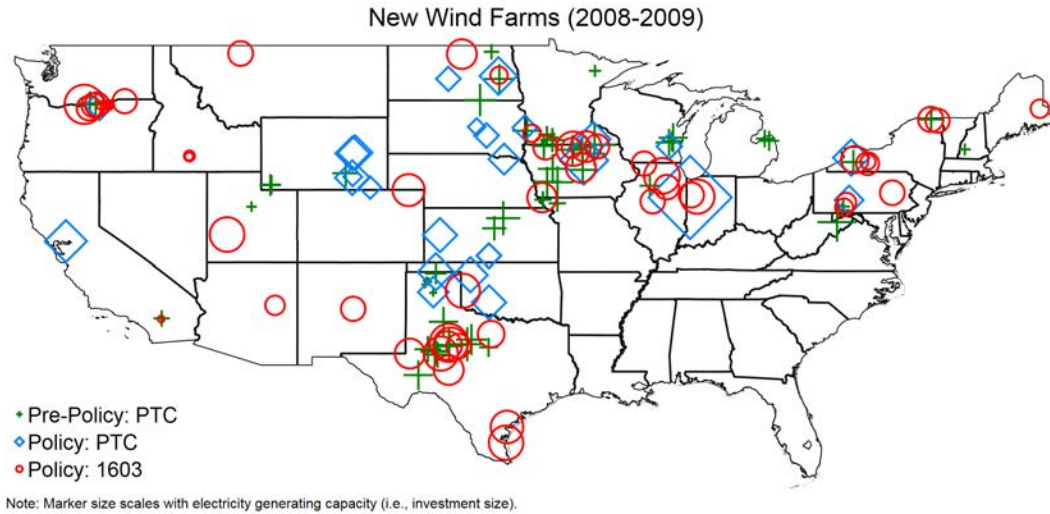 New Wind Farms (2008-2009)
Pre-Policy: PTC
Policy: PTC
Policy: 1603
Note: Marker size scales with electricity generating capacity (i.e., investment size).